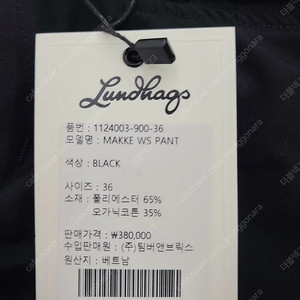 Lundhags
품번 : 1124003-900-36
모델명 : MAKKE WS PANT
색상 : BLACK
사이즈 : 36
소재 : 폴리에스터 65%
오가닉코튼 35%
판매가격 : ₩380,000
수입판매원 : (주)팀버앤브릭스
원산지 : 베트남